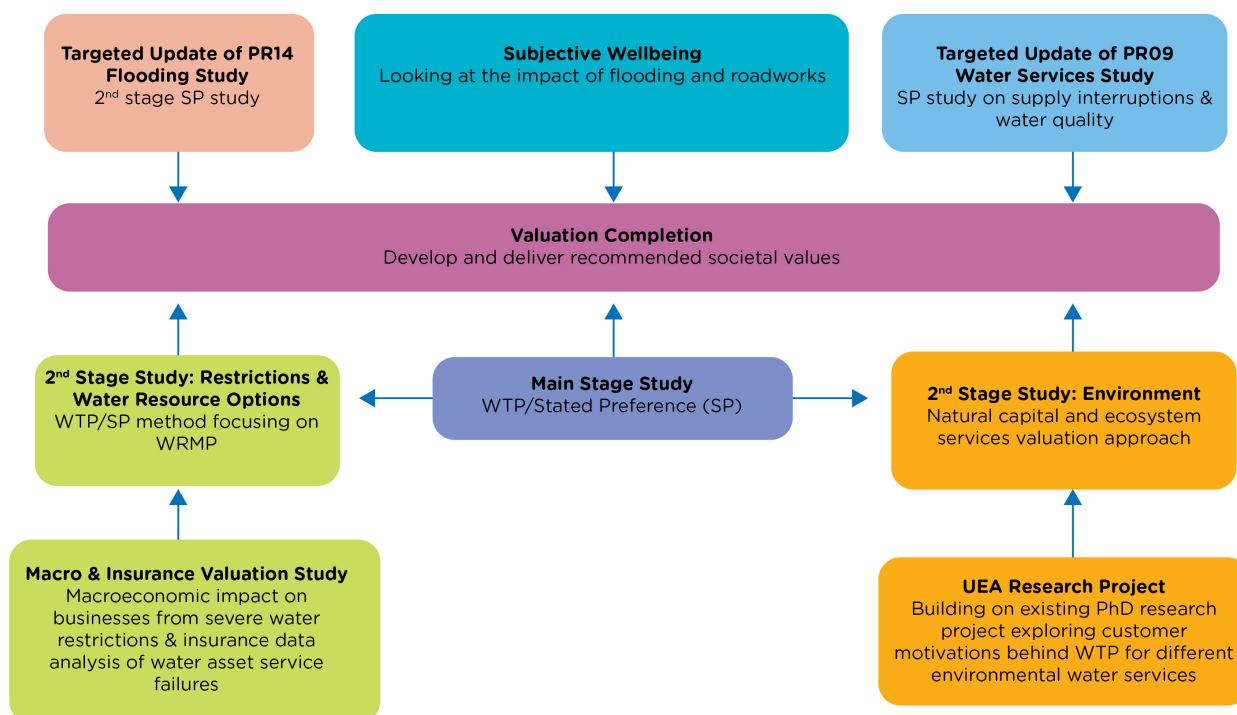 Targeted Update of PR14
Flooding Study
2nd stage SP study
Subjective Wellbeing
Looking at the impact of flooding and roadworks
Targeted Update of PR09
Water Services Study
SP study on supply interruptions &
water quality
Valuation Completion
Develop and deliver recommended societal values
2nd Stage Study: Restrictions &
Water Resource Options
WTP/SP method focusing on
WRMP
Main Stage Study
WTP/Stated Preference (SP)
2nd Stage Study: Environment
Natural capital and ecosystem
services valuation approach
Macro & Insurance Valuation Study
Macroeconomic impact on
businesses from severe water
restrictions & insurance data
analysis of water asset service
failures
UEA Research Project
Building on existing PhD research
project exploring customer
motivations behind WTP for different
environmental water services